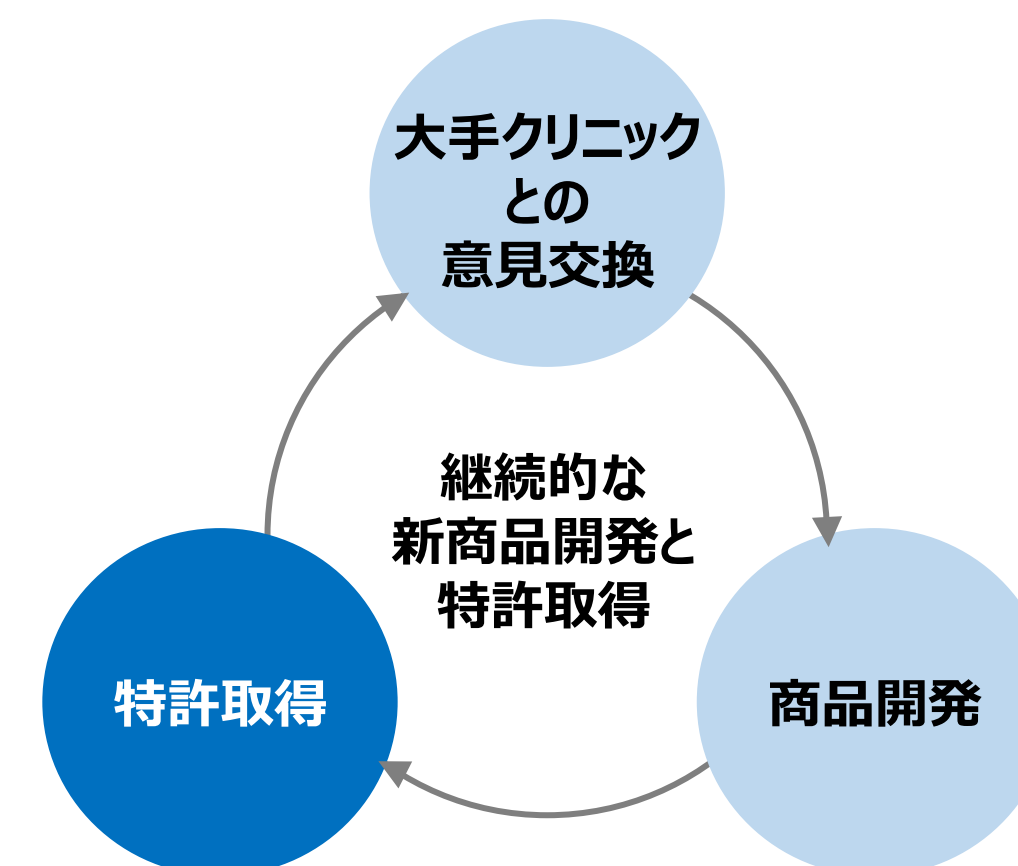 大手クリニック
との
意見交換
継続的な
新商品開発と
特許取得
特許取得
商品開発